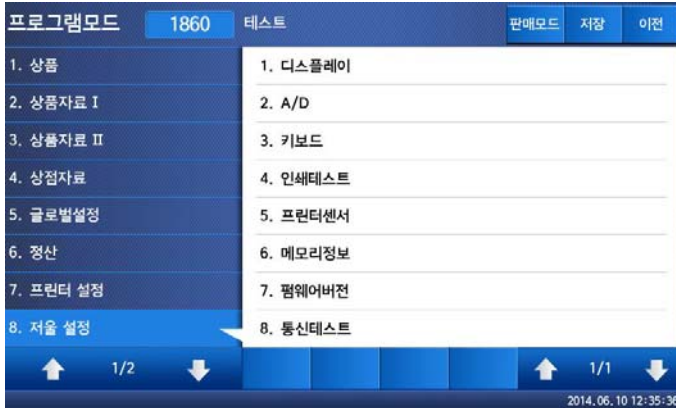 프로그램모드 1860 테스트 판매모드 저장 이전
1. 상품
2. 상품자료 I
3. 상품자료 II
4. 상점자료
5. 글로벌설정
6. 정산
7. 프린터 설정
8. 저울 설정
1/2
1. 디스플레이
2. A/D
3. 키보드
4. 인쇄테스트
5. 프린터센서
6. 메모리정보
7. 펌웨어버전
8. 통신테스트
1/1
2014.06.10 12:35:36